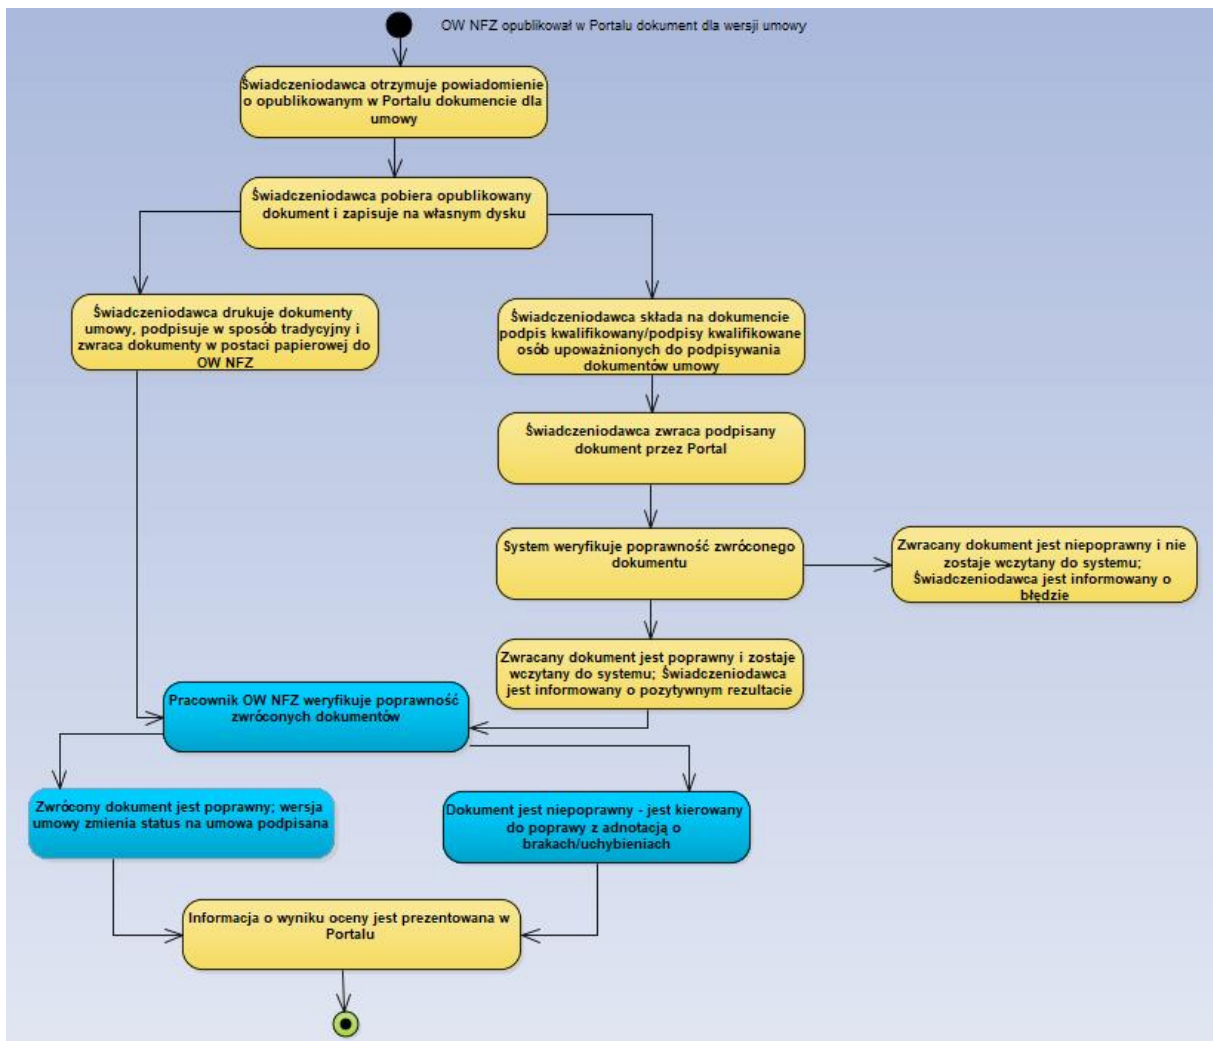 OW NFZ opublikował w Portalu dokument dla wersji umowy
Świadczeniodawca otrzymuje powiadomienie
o opublikowanym w Portalu dokumencie dla
umowy
Świadczeniodawca pobiera opublikowany
dokument i zapisuje na własnym dysku
Świadczeniodawca drukuje dokumenty
umowy, podpisuje w sposób tradycyjny i
zwraca dokumenty w postaci papierowej do
OW NFZ
Świadczeniodawca składa na dokumencie
podpis kwalifikowany/podpisy kwalifikowane
osób upoważnionych do podpisywania
dokumentów umowy
Świadczeniodawca zwraca podpisany
dokument przez Portal
System weryfikuje poprawność zwróconego
dokumentu
Zwracany dokument jest niepoprawny i nie
zostaje wczytany do systemu;
Świadczeniodawca jest informowany o
błędzie
Zwracany dokument jest poprawny i zostaje
wczytany do systemu; Świadczeniodawca
jest informowany o pozytywnym rezultacie
Pracownik OW NFZ weryfikuje poprawność
zwróconych dokumentów
Zwrócony dokument jest poprawny; wersja
umowy zmienia status na umowa podpisana
Dokument jest niepoprawny - jest kierowany
do poprawy z adnotacją o
brakach/uchybieniach
Informacja o wyniku oceny jest prezentowana w
Portalu